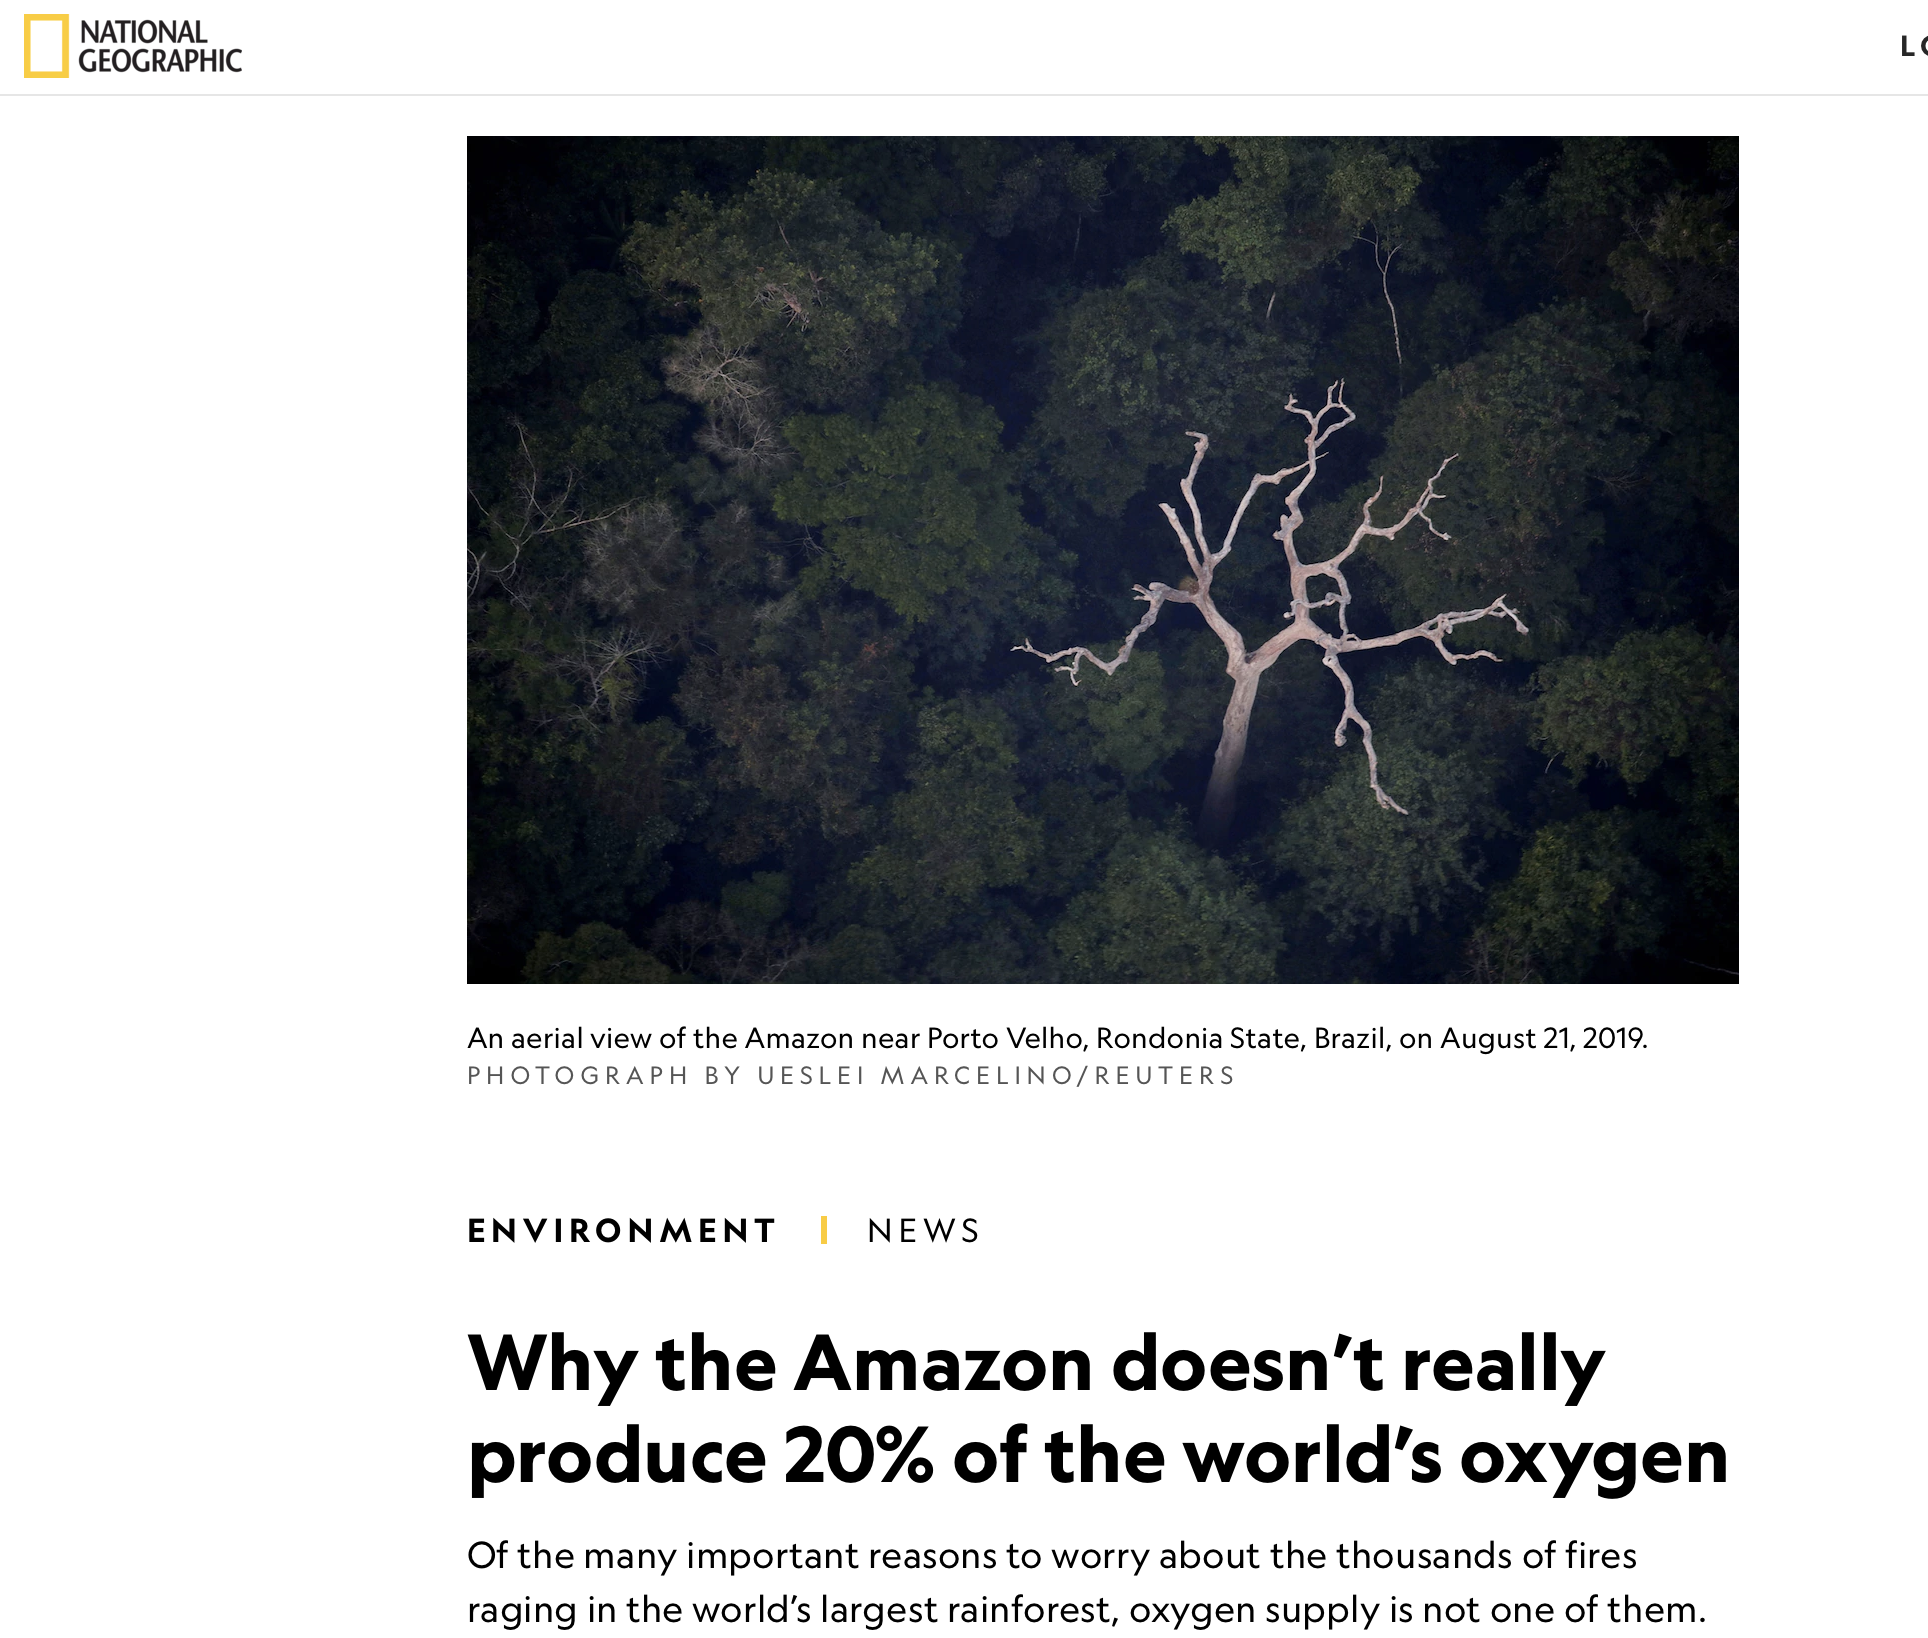 NATIONAL
GEOGRAPHIC
An aerial view of the Amazon near Porto Velho, Rondonia State, Brazil, on August 21, 2019.
PHOTOGRAPH BY UESLEI MARCELINO/REUTERS
ENVIRONMENT | NEWS
Why the Amazon doesn’t really
produce 20% of the world’s oxygen
Of the many important reasons to worry about the thousands of fires
raging in the world’s largest rainforest, oxygen supply is not one of them.